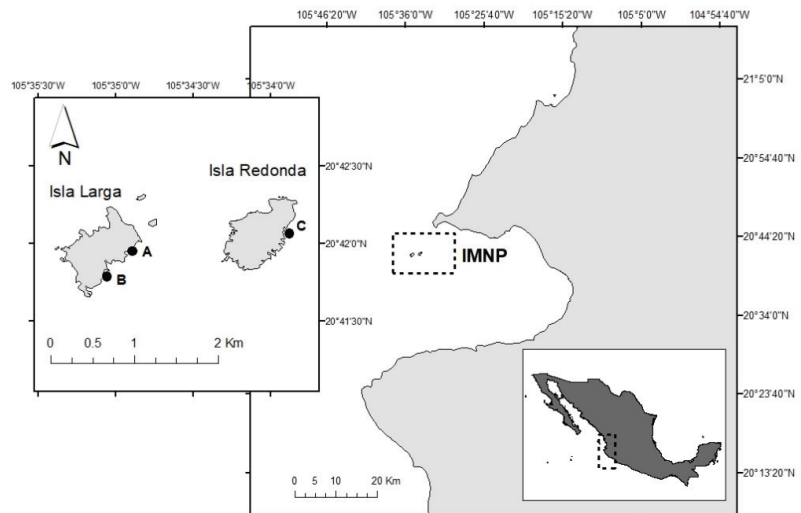 105°46'20"W 105°36'0"W 105°25'40"W 105°15'20"W 105°5'0"W 104°54'40"W
105°35'30"W 105°35'0"W 105°34'30"W 105°34'0"W
N
Isla Redonda
Isla Larga
A
B
C
20°42'30"N
20°42'0"N
20°41'30"N
0 0.5 1 2 Km
IMNP
21°5'0"N
20°54'40"N
20°44'20"N
20°34'0"N
20°23'40"N
20°13'20"N
0 5 10 20 Km